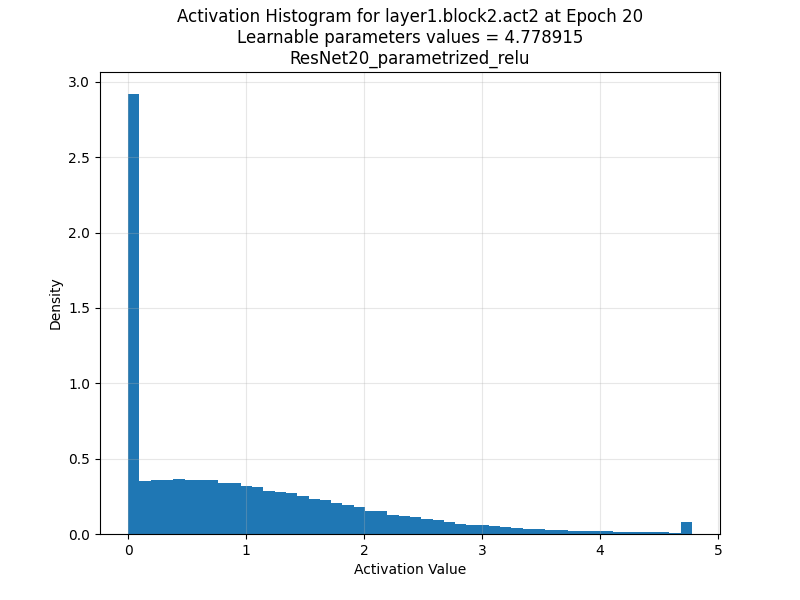 Activation Histogram for layer1.block2.act2 at Epoch 20
Learnable parameters values = 4.778915
ResNet20_parametrized_relu
3.0
2.5
2.0
1.5
1.0
0.5
0.0
Density
0 1 2 3 4 5
Activation Value